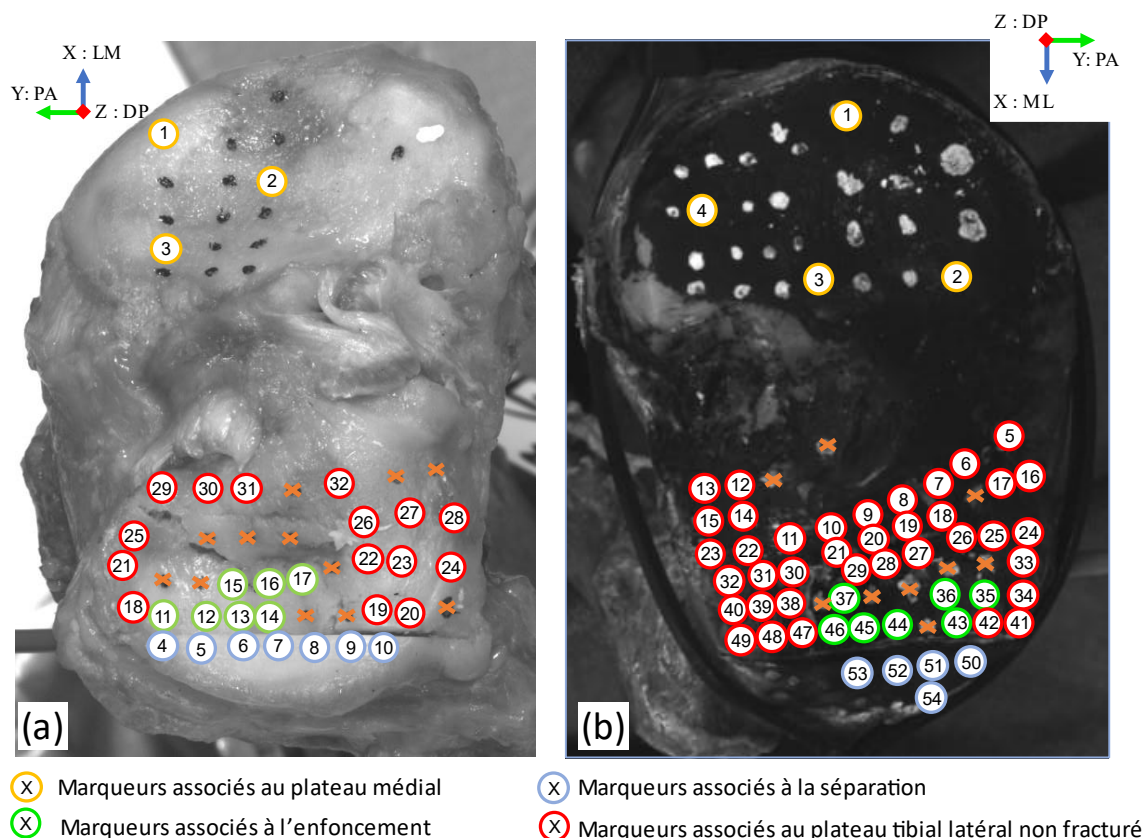 X : LM
Y: PA
Z : DP
1
2
3
29 30 31 32
26 27 28
25
21 22 23 24
15 16 17
18 11 12 13 14 19 20
4 5 6 7 8 9 10
(a)
Z : DP
Y: PA
X : ML
1
4
3 2
5
6
13 12 7 17 16
8
15 14 9 18
10 19
11 20 26 25 24
23 22 21 27
32 31 30 29 28 33
40 39 38 37 36 35 34
49 48 47 46 45 44 43 42 41
53 52 51 50
54
(b)
X Marqueurs associés au plateau médial
X Marqueurs associés à la séparation
X Marqueurs associés à l'enfoncement
X Marqueurs associés au plateau tibial latéral non fracturé